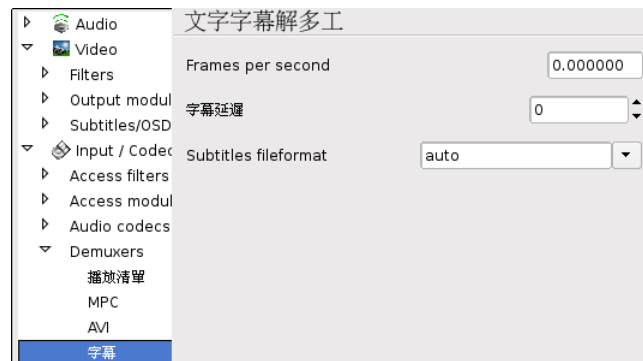 Audio
Video
Filters
Output modul
Subtitles/OSD
Input / Codec
Access filters
Access modul
Audio codecs
Demuxers
播放清單
MPC
AVI
字幕
文字字幕解多工
Frames per second
0.000000
字幕延遲
0
Subtitles fileformat
auto